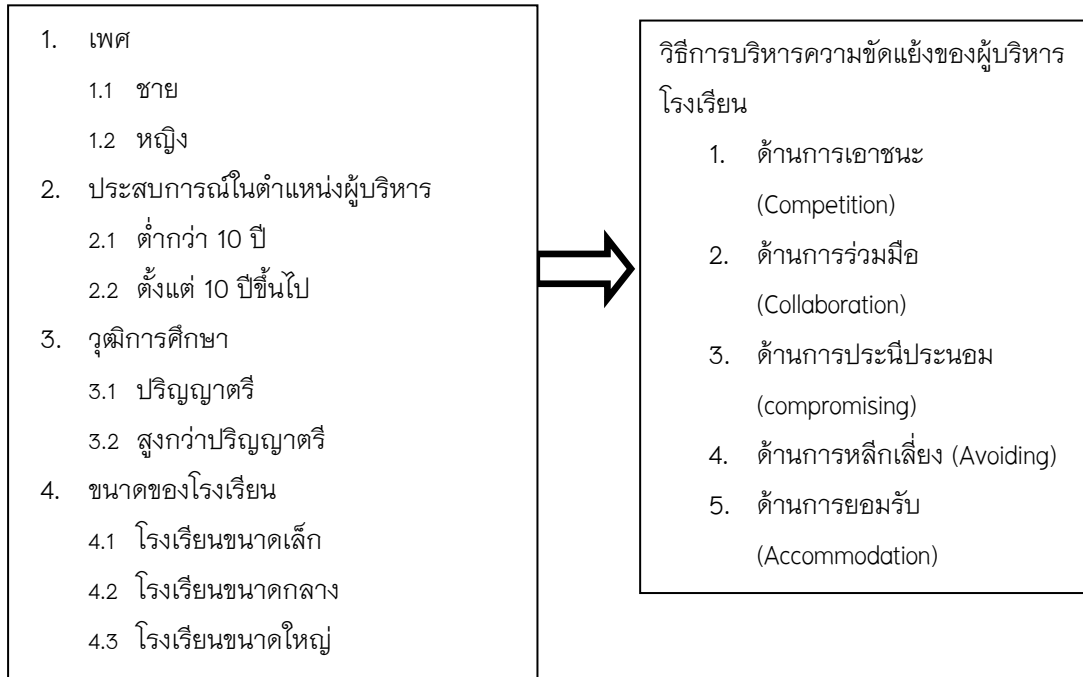 1. เพศ
1.1 ชาย
1.2 หญิง
2. ประสบการณ์ในตำแหน่งผู้บริหาร
2.1 ต่ำกว่า 10 ปี
2.2 ตั้งแต่ 10 ปีขึ้นไป
3. วุฒิการศึกษา
3.1 ปริญญาตรี
3.2 สูงกว่าปริญญาตรี
4. ขนาดของโรงเรียน
4.1 โรงเรียนขนาดเล็ก
4.2 โรงเรียนขนาดกลาง
4.3 โรงเรียนขนาดใหญ่
วิธีการบริหารความขัดแย้งของผู้บริหาร
โรงเรียน
1. ด้านการเอาชนะ
(Competition)
2. ด้านการร่วมมือ
(Collaboration)
3. ด้านการประนีประนอม
(compromising)
4. ด้านการหลีกเลี่ยง (Avoiding)
5. ด้านการยอมรับ
(Accommodation)